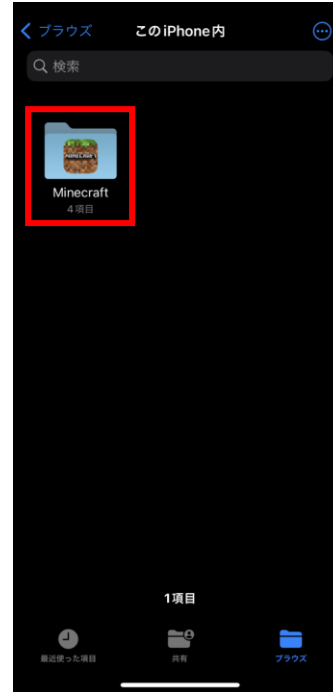 ブラウズ
このiPhone内
検索
MINECRAFT
Minecraft
4項目
1項目
最近使った項目
共有
ブラウズ